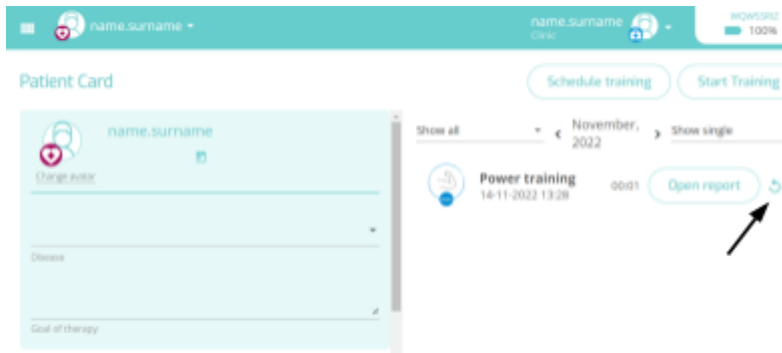 name.surname
name.surname
Clinic
100%
Patient Card
Schedule training
Start Training
name.surname
Change avatar
Disease
Goal of therapy
Show all
November,
2022
Show single
Power training
14-11-2022 13:28
00:01
Open report